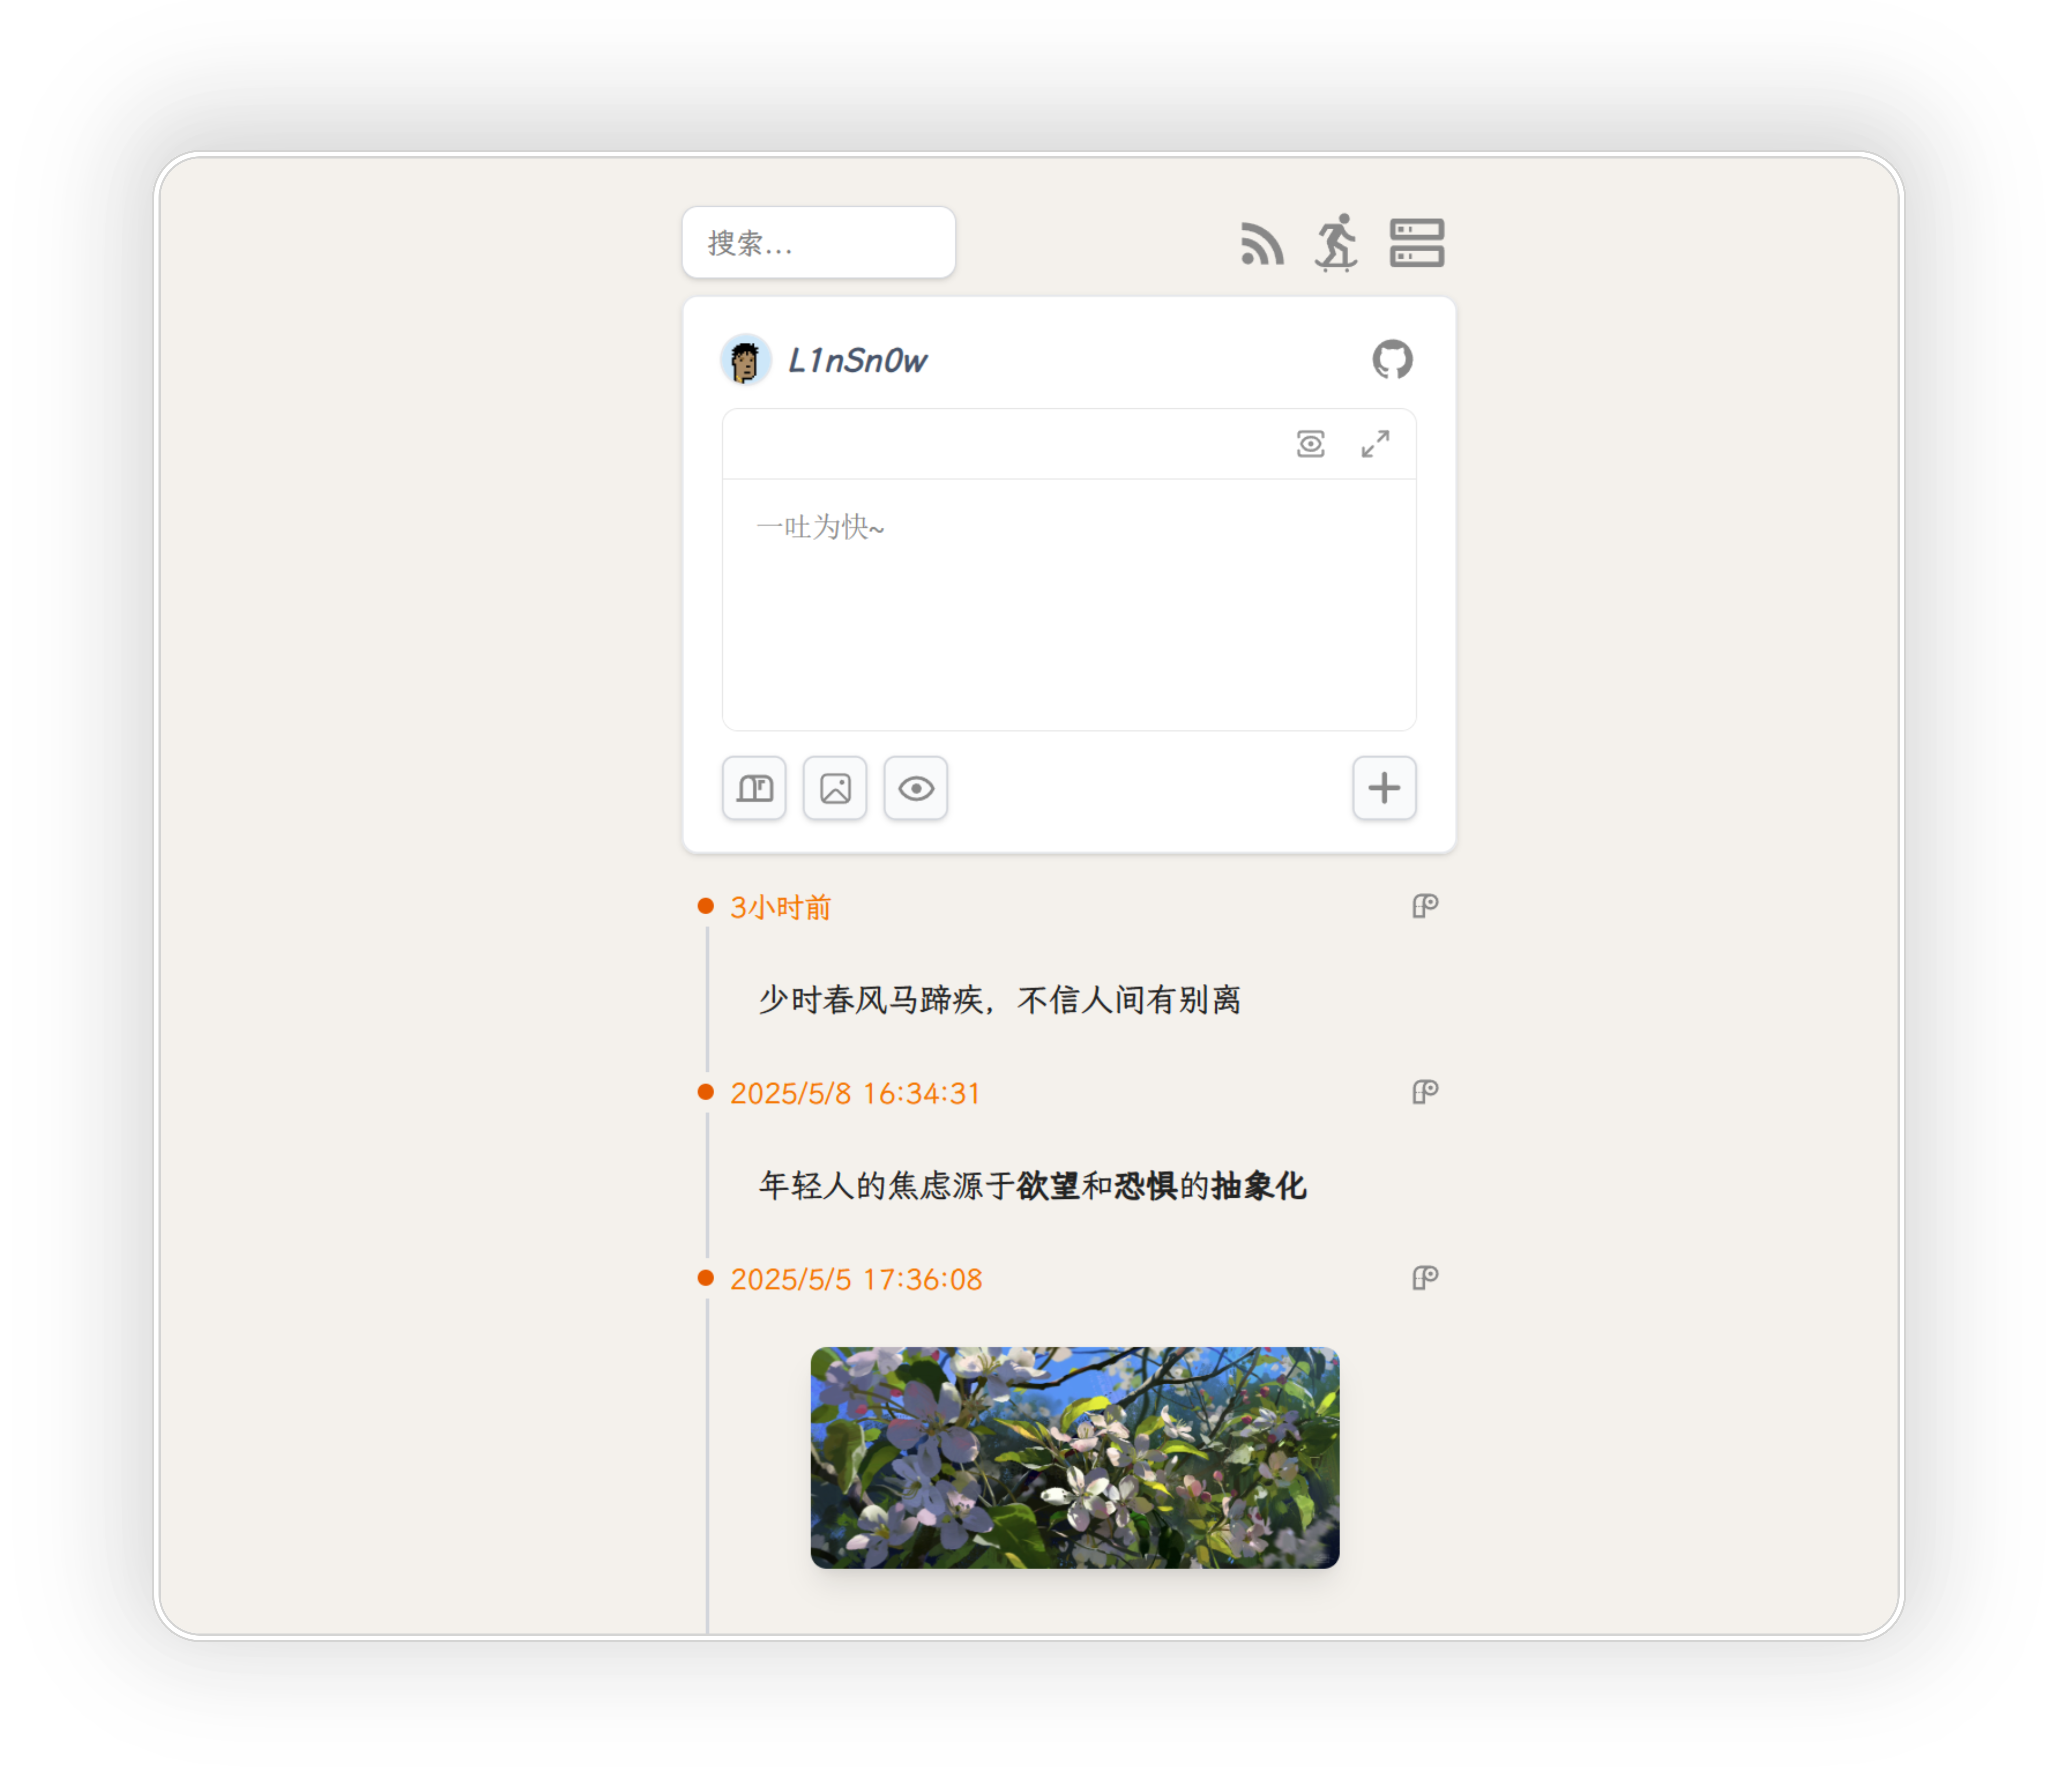 搜索...
L1nSn0w
一吐为快~
3小时前
少时春风马蹄疾，不信人间有别离
2025/5/8 16:34:31
年轻人的焦虑源于欲望和恐惧的抽象化
2025/5/5 17:36:08